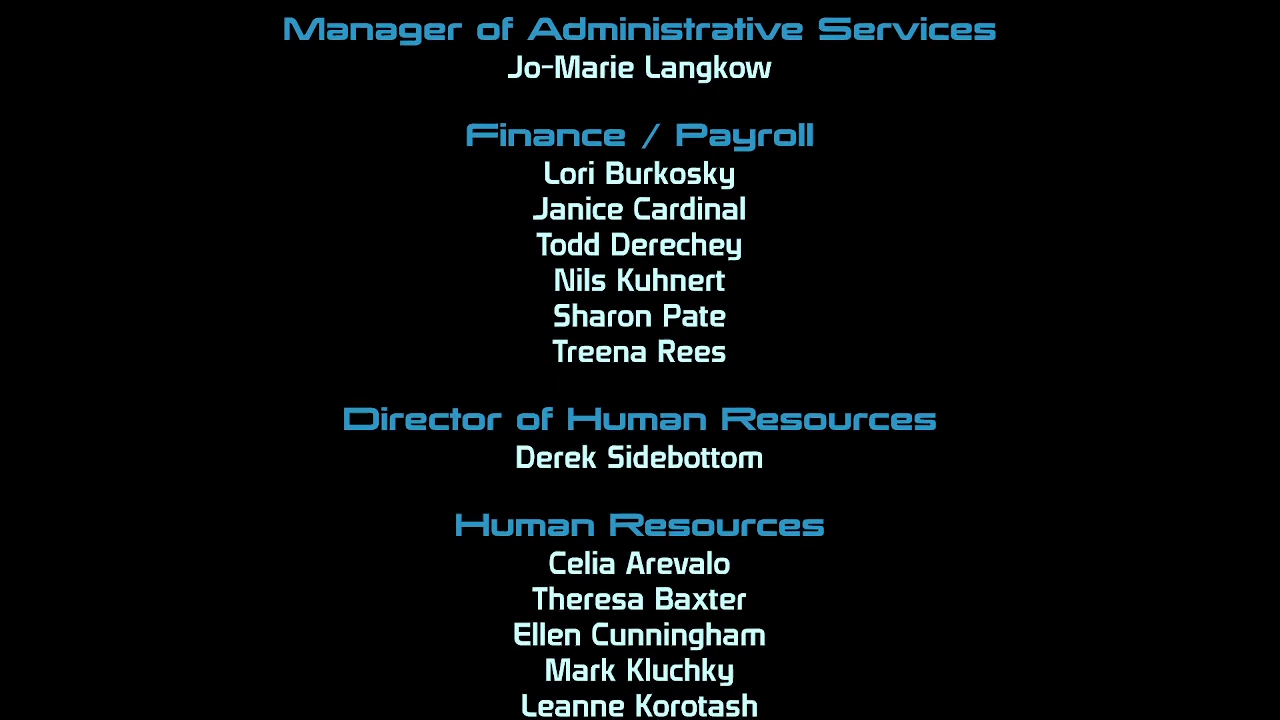 Manager of Administrative Services
Jo-Marie Langkow
Finance / Payroll
Lori Burkosky
Janice Cardinal
Todd Derechey
Nils Kuhnert
Sharon Pate
Treena Rees
Director of Human Resources
Derek Sidebottom
Human Resources
Celia Arevalo
Theresa Baxter
Ellen Cunningham
Mark Kluchky
Leanne Korotash